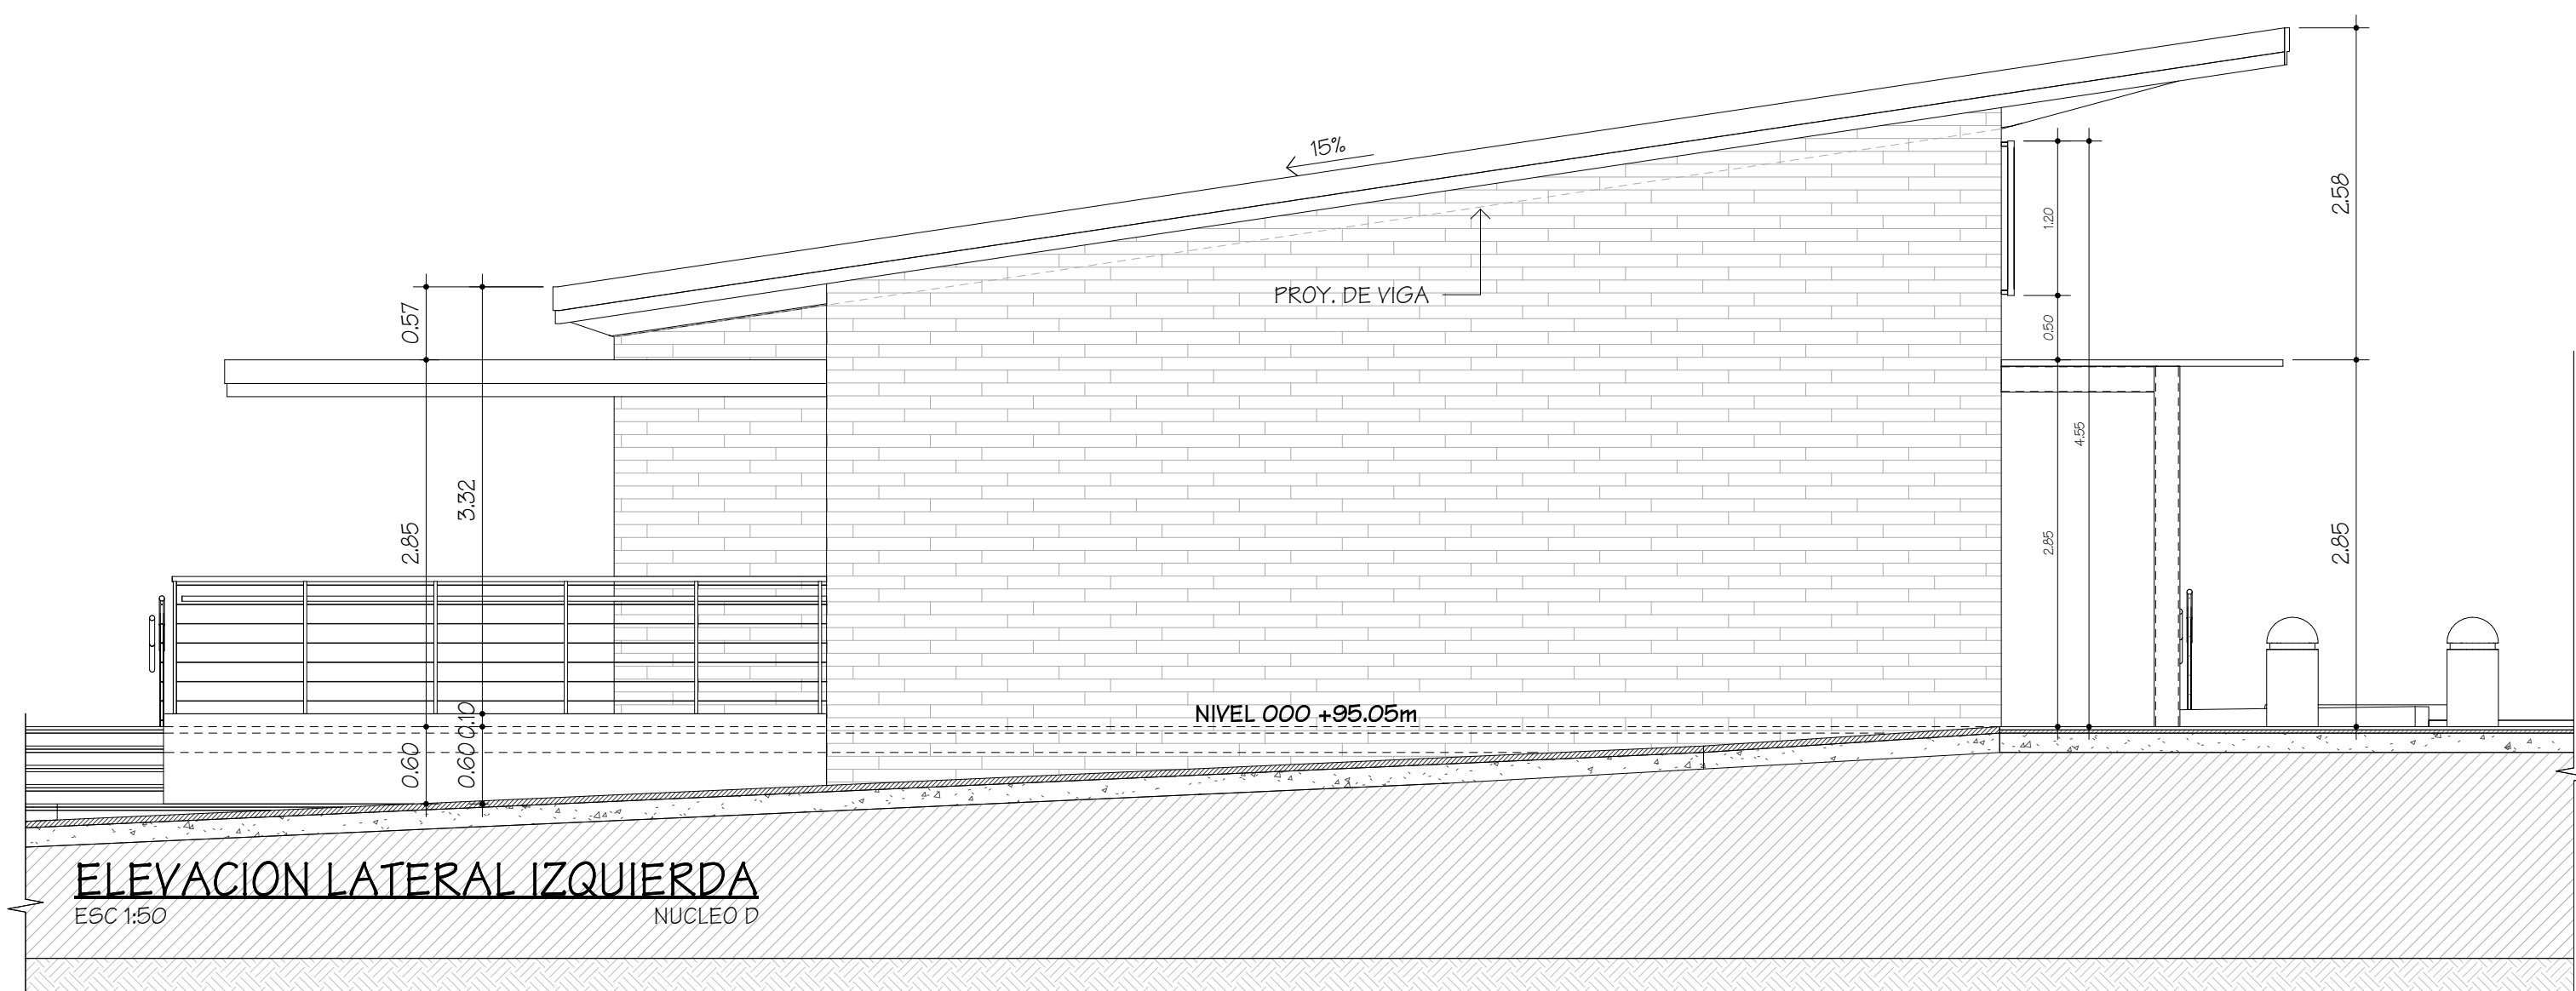 15%
2.58
1.20
PROY. DE VIGA
0.57
0.50
4.55
3.32
2.85
2.85
2.85
NIVEL 000 +95.05m
0.10
0.60
0.60
ELEVACION LATERAL IZQUIERDA
ESC 1:50
NUCLEO D